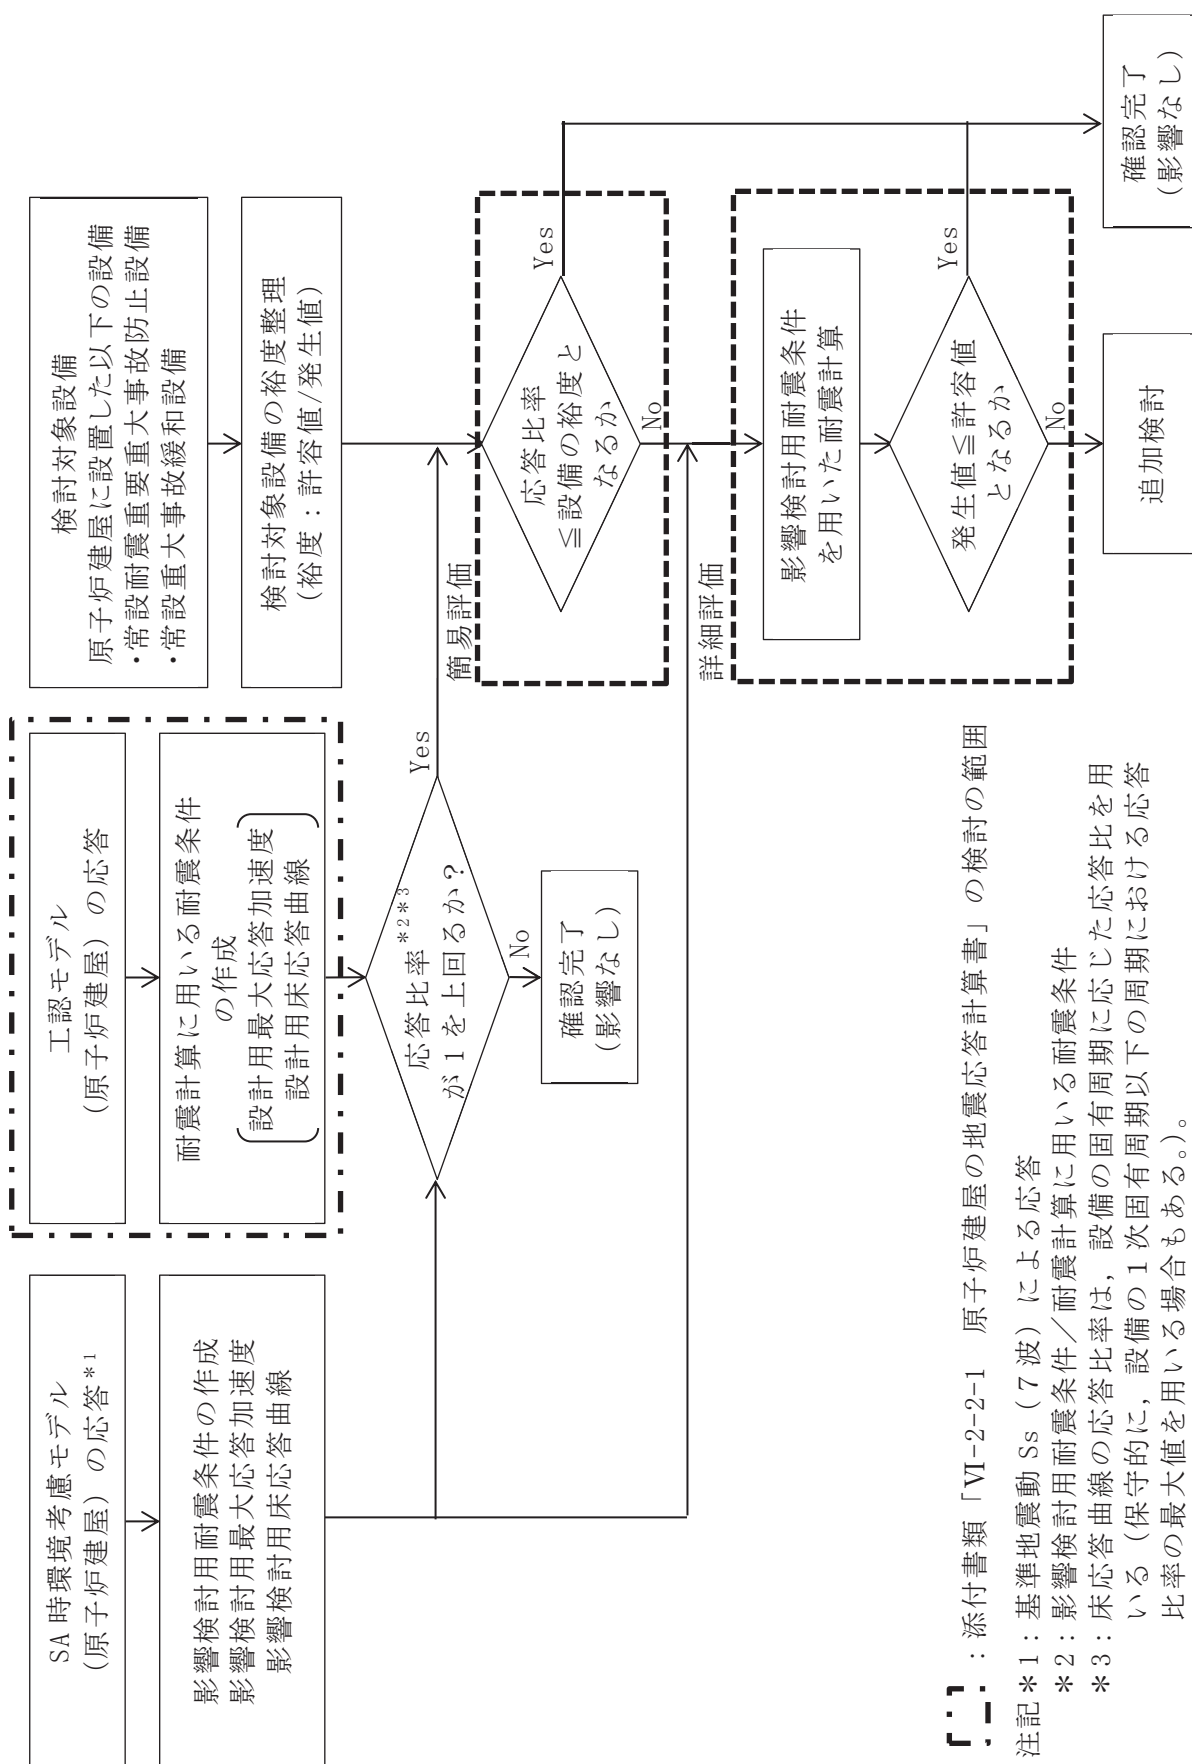 SA 時環境考慮モデル
(原子炉建屋）の応答*1
影響検討用耐震条件の作成
影響検討用最大応答加速度
影響検討用床応答曲線
工認モデル
(原子炉建屋）の応答
耐震計算に用いる耐震条件
の作成
設計用最大応答加速度
設計用床応答曲線
応答比率*2*3
が 1 を上回るか?
Yes
No
確認完了
(影響なし)
検討対象設備
原子炉建屋に設置した以下の設備
・常設耐震重要重大事故防止設備
・常設重大事故緩和設備
検討対象設備の裕度整理
(裕度：許容値/発生値)
簡易評価
応答比率
≦設備の裕度と
なるか
Yes
No
詳細評価
影響検討用耐震条件
を用いた耐震計算
発生値≦許容値
となるか
Yes
No
追加検討
確認完了
(影響なし)
：添付書類「Ⅵ-2-2-1　原子炉建屋の地震応答計算書」の検討の範囲
注記 *1：基準地震動 Ss（7 波）による応答
*2：影響検討用耐震条件／耐震計算に用いる耐震条件
*3：床応答曲線の応答比率は，設備の固有周期に応じた応答比を用
いる（保守的に，設備の 1 次固有周期以下の周期における応答
比率の最大値を用いる場合もある。）。